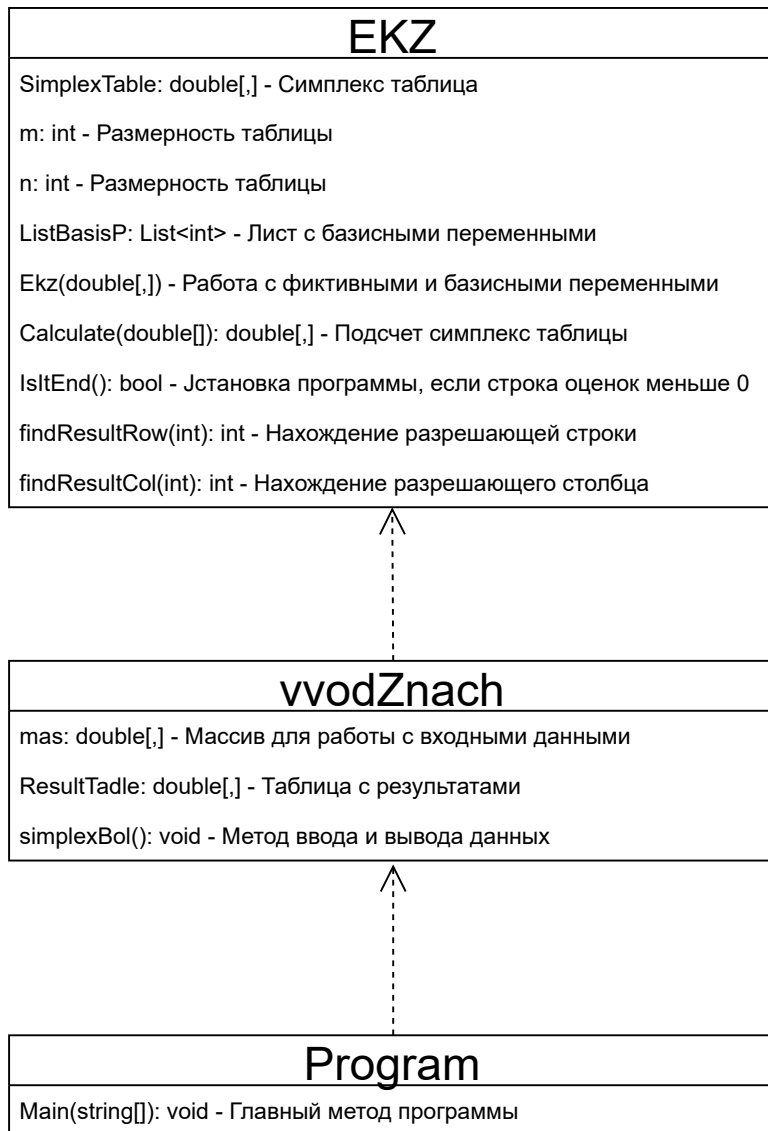 EKZ
SimplexTable: double[,] - Симплекс таблица
m: int - Размерность таблицы
n: int - Размерность таблицы
ListBasisP: List<int> - Лист с базисными переменными
Ekz(double[,]) - Работа с фиктивными и базисными переменными
Calculate(double[]): double[,] - Подсчет симплекс таблицы
IsItEnd(): bool - Jстановка программы, если строка оценок меньше 0
findResultRow(int): int - Нахождение разрешающей строки
findResultCol(int): int - Нахождение разрешающего столбца
vvodZnach
mas: double[,] - Массив для работы с входными данными
ResultTadle: double[,] - Таблица с результатами
simplexBol(): void - Метод ввода и вывода данных
Program
Main(string[]): void - Главный метод программы